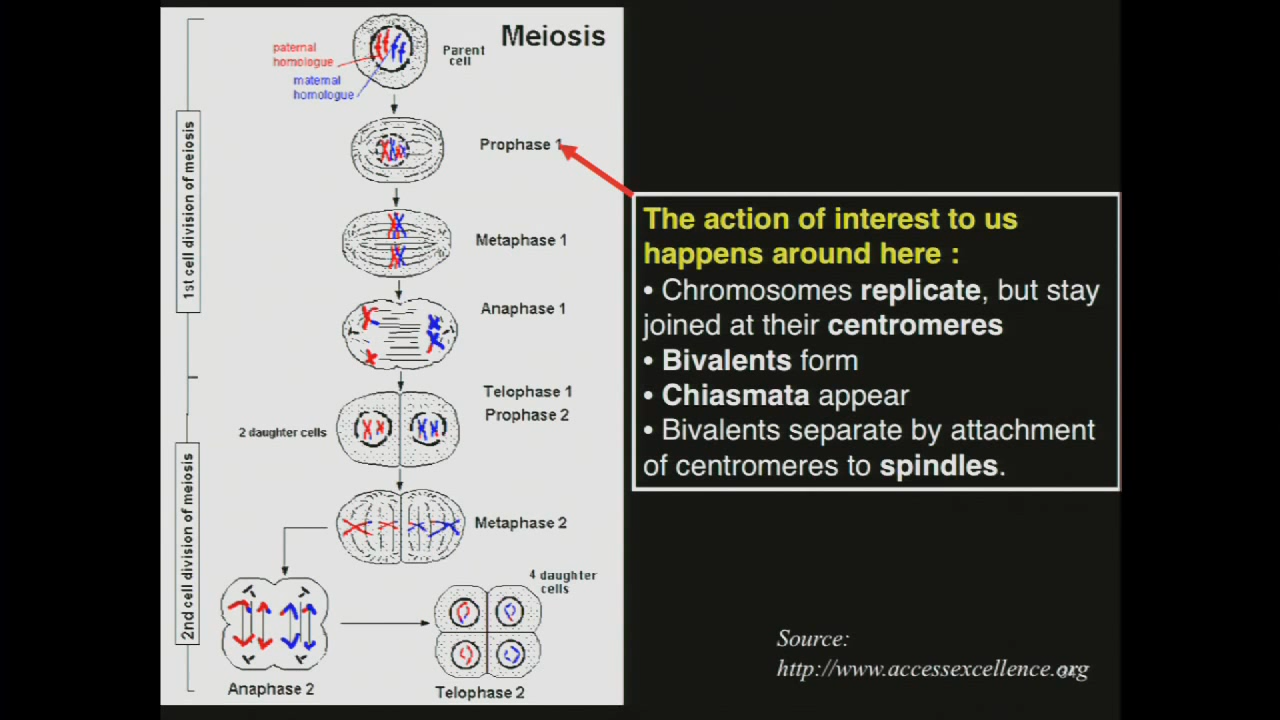 Meiosis
paternal
homologue
maternal
homologue
Parent
cell
1st cell division of meiosis
Prophase 1
Metaphase 1
Anaphase 1
Telophase 1
Prophase 2
2 daughter cells
2nd cell division of meiosis
Metaphase 2
4 daughter
cells
Anaphase 2
Telophase 2
The action of interest to us
happens around here :
• Chromosomes replicate, but stay
joined at their centromeres
• Bivalents form
• Chiasmata appear
• Bivalents separate by attachment
of centromeres to spindles.
Source:
http://www.accessexcellence.org